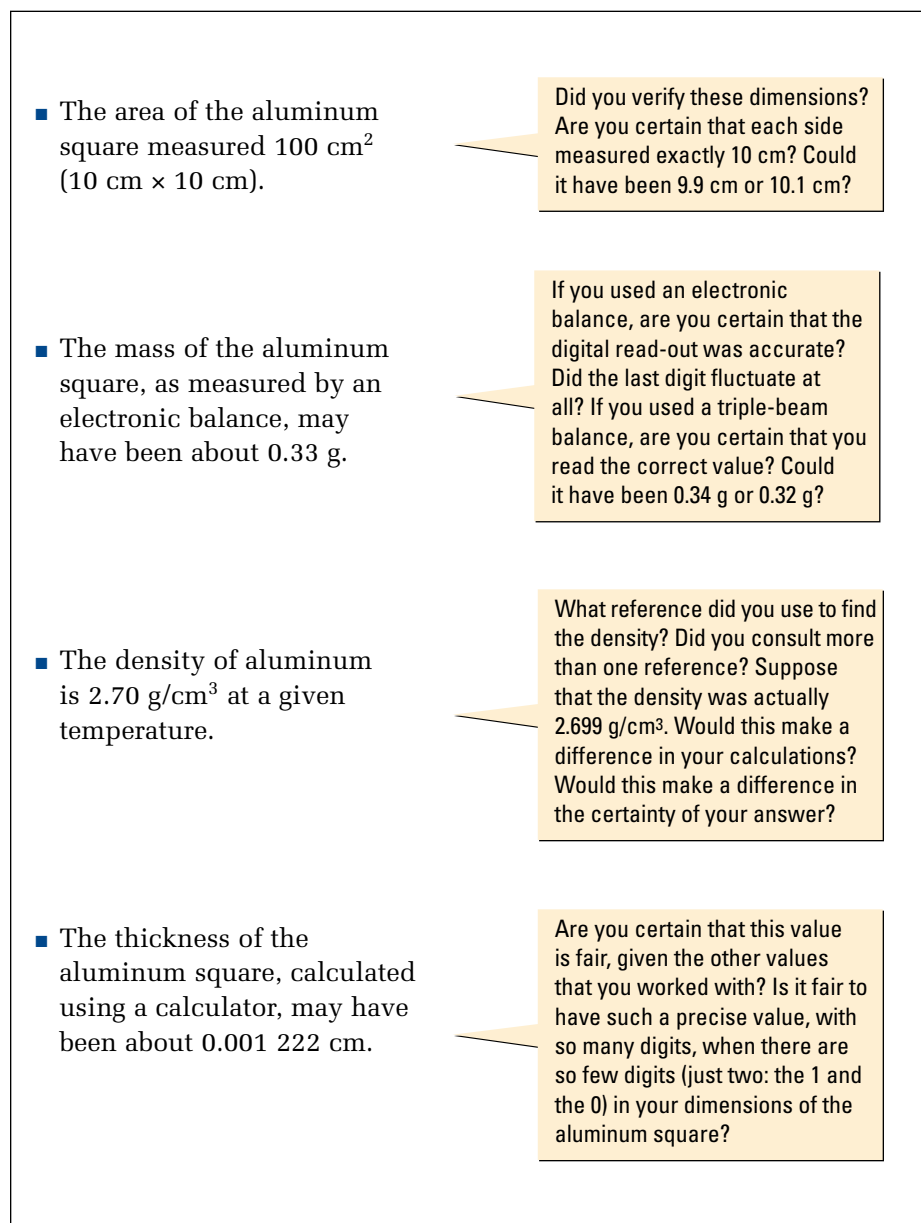 ■ The area of the aluminum
square measured 100 cm²
(10 cm × 10 cm).
Did you verify these dimensions?
Are you certain that each side
measured exactly 10 cm? Could
it have been 9.9 cm or 10.1 cm?
■ The mass of the aluminum
square, as measured by an
electronic balance, may
have been about 0.33 g.
If you used an electronic
balance, are you certain that the
digital read-out was accurate?
Did the last digit fluctuate at
all? If you used a triple-beam
balance, are you certain that you
read the correct value? Could
it have been 0.34 g or 0.32 g?
■ The density of aluminum
is 2.70 g/cm³ at a given
temperature.
What reference did you use to find
the density? Did you consult more
than one reference? Suppose
that the density was actually
2.699 g/cm³. Would this make a
difference in your calculations?
Would this make a difference in
the certainty of your answer?
■ The thickness of the
aluminum square, calculated
using a calculator, may have
been about 0.001 222 cm.
Are you certain that this value
is fair, given the other values
that you worked with? Is it fair to
have such a precise value, with
so many digits, when there are
so few digits (just two: the 1 and
the 0) in your dimensions of the
aluminum square?